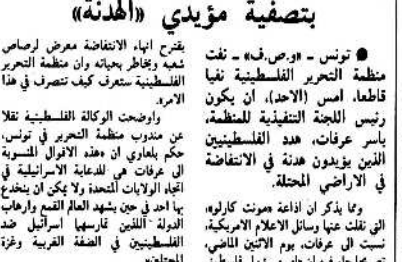 بتصفية مؤيدي «الهدنة»
● تونس ـ «و.ص.ف» ـ نفت
منظمة التحرير الفلسطينية نفيا
قاطعا، امس (الاحد)، ان يكون
رئيس اللجنة التنفيذية للمنظمة،
ياسر عرفات، هدد الفلسطينيين
الذين يؤيدون هدنة في الانتفاضة
في الاراضي المحتلة.
ومما يذكر ان اذاعة «مونت كارلو»
التي نقلت عنها وسائل الاعلام الامريكية،
نسبت الى عرفات، يوم الاثنين الماضي،
يقترح انهاء الانتفاضة معرض لرصاص
شعبه ويخاطر بحياته وان منظمة التحرير
الفلسطينية ستعرف كيف تتصرف في هذا
الامر.
واوضحت الوكالة الفلسطينية نقلا
عن مندوب منظمة التحرير في تونس،
حكم بلعاوي ان «هذه الاقوال المنسوبة
الى عرفات هي للدعاية الاسرائيلية في
اتجاه الولايات المتحدة ولا يمكن ان ينخدع
بها احد في حين يشهد العالم القمع وارهاب
الدولة اللذين تمارسهما اسرائيل ضد
الفلسطينيين في الضفة الغربية وغزة
المحتلين».